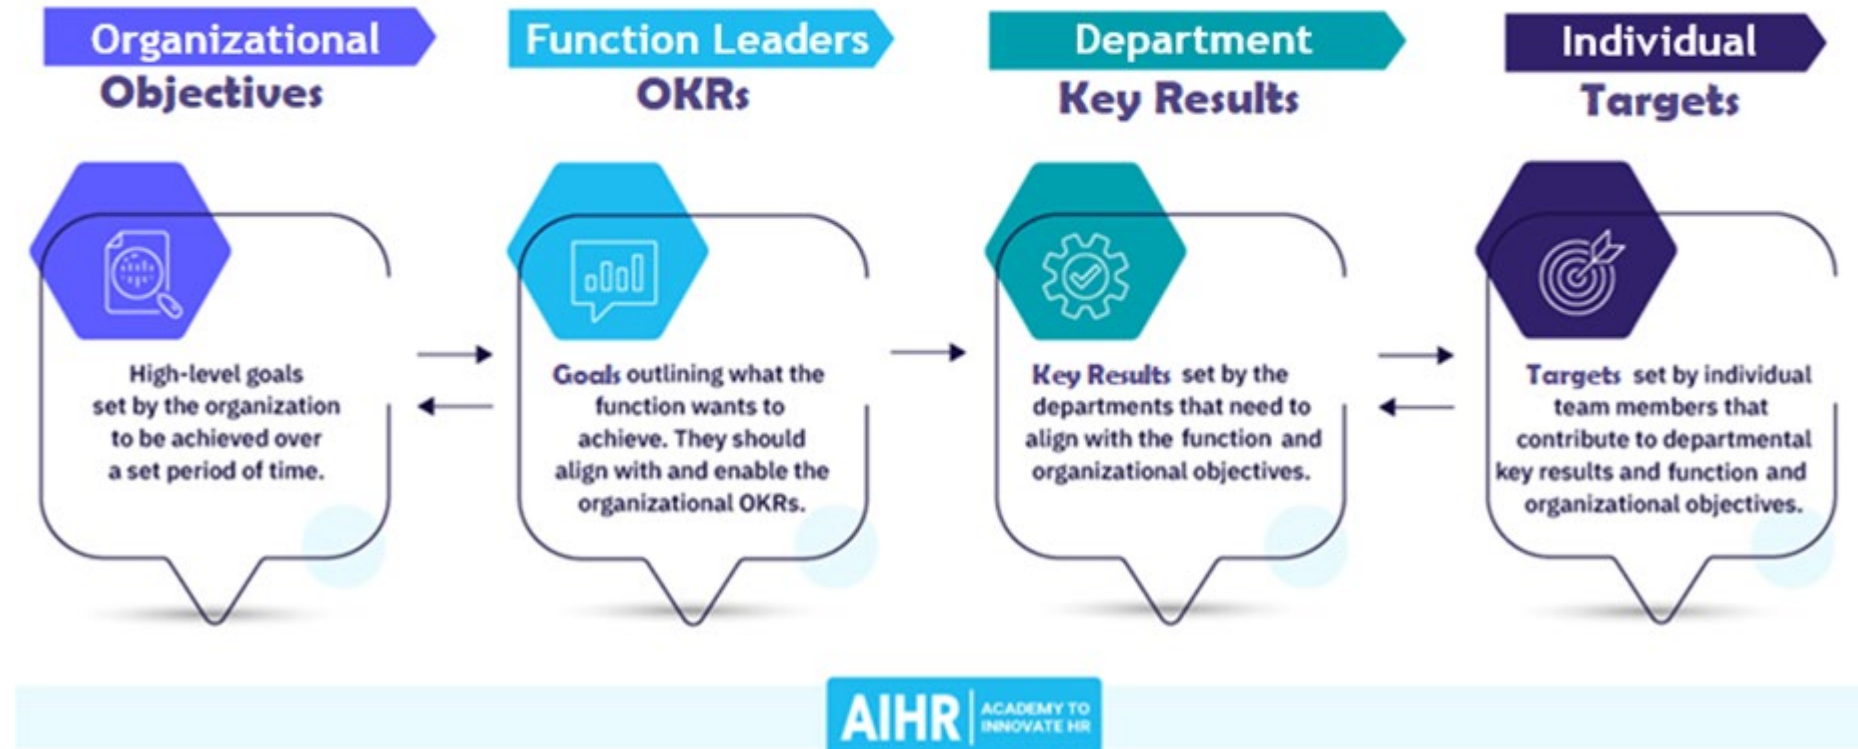 Organizational
Objectives
Function Leaders
OKRs
Department
Key Results
Individual
Targets
High-level goals
set by the organization
to be achieved over
a set period of time.
Goals outlining what the
function wants to
achieve. They should
align with and enable the
organizational OKRs.
Key Results set by the
departments that need to
align with the function and
organizational objectives.
Targets set by individual
team members that
contribute to departmental
key results and function and
organizational objectives.
AIHR
ACADEMY TO
INNOVATE HR